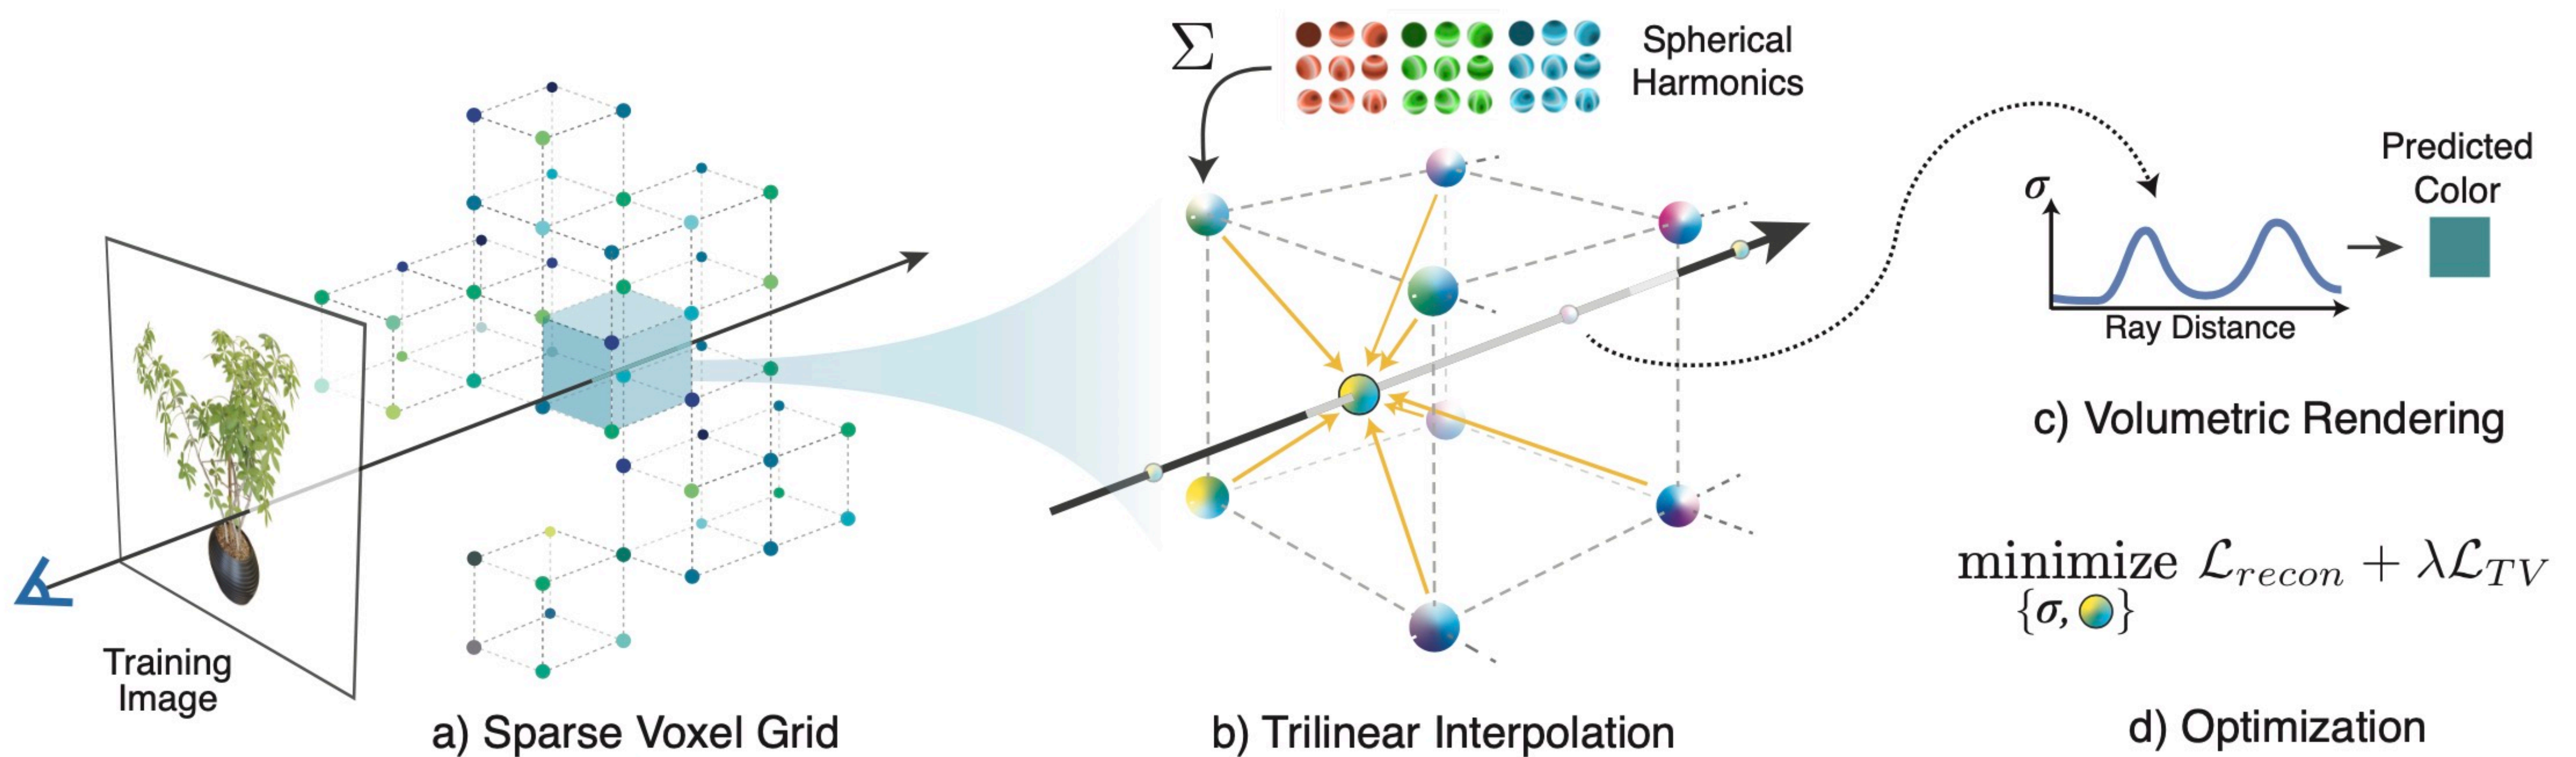 Training
Image
a) Sparse Voxel Grid
Σ
Spherical
Harmonics
b) Trilinear Interpolation
σ
Ray Distance
Predicted
Color
c) Volumetric Rendering
minimize ℒ_recon + λℒ_TV
{σ, }
d) Optimization